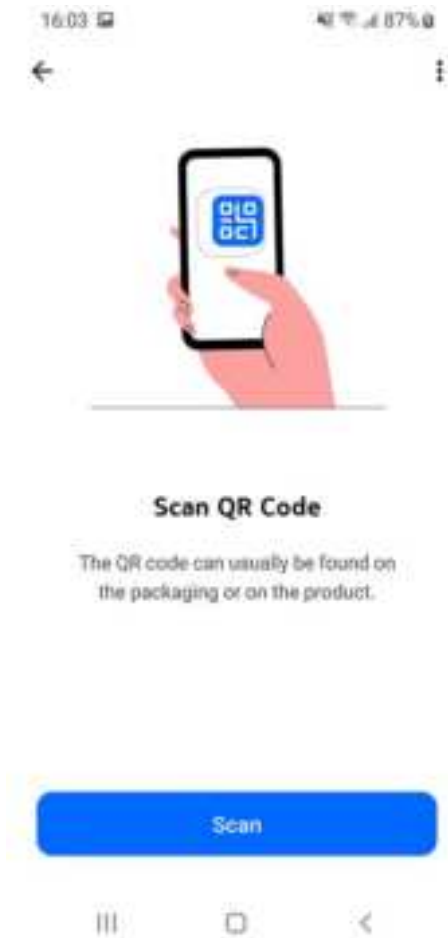 16:03 87%
Scan QR Code
The QR code can usually be found on
the packaging or on the product.
Scan